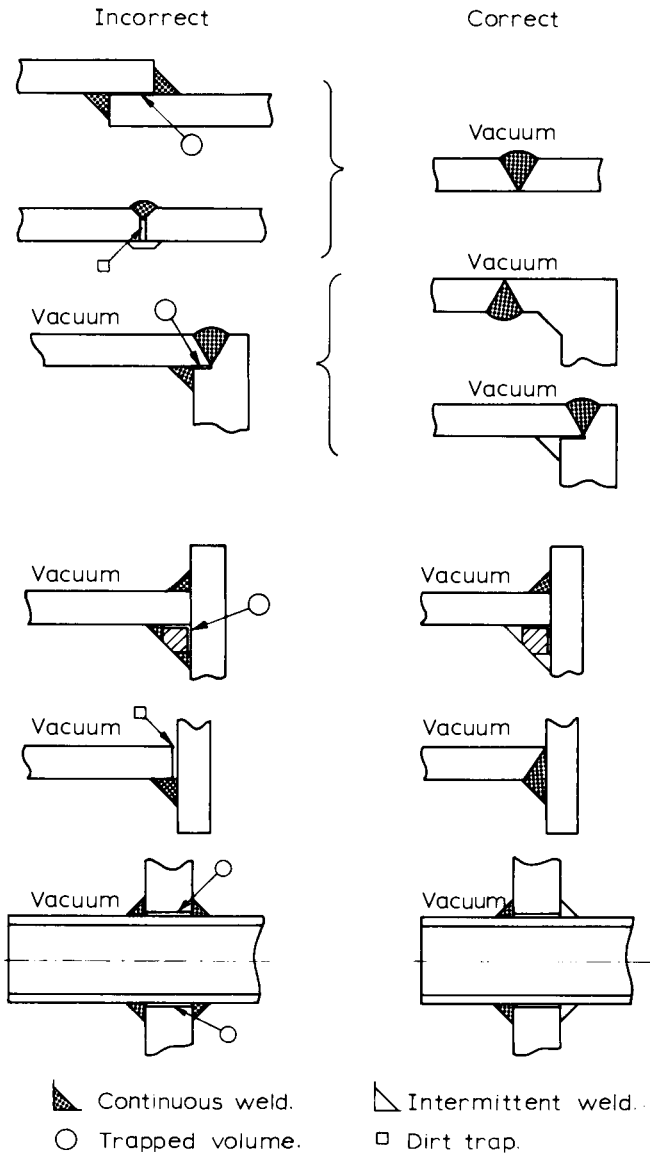 Incorrect
Correct
Vacuum
Vacuum
Vacuum
Vacuum
Vacuum
Vacuum
Vacuum
Vacuum
Vacuum
Vacuum
Vacuum
Continuous weld.
Intermittent weld.
Trapped volume.
Dirt trap.